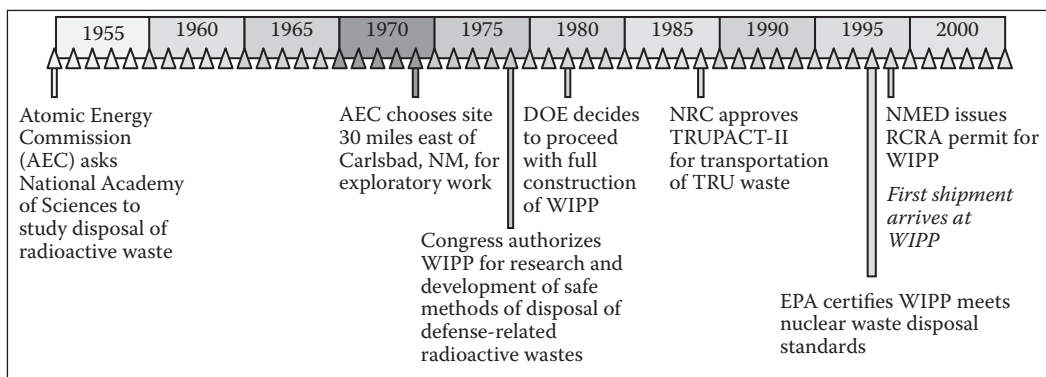 1955 1960 1965 1970 1975 1980 1985 1990 1995 2000
Atomic Energy
Commission
(AEC) asks
National Academy
of Sciences to
study disposal of
radioactive waste
AEC chooses site
30 miles east of
Carlsbad, NM, for
exploratory work
Congress authorizes
WIPP for research and
development of safe
methods of disposal of
defense-related
radioactive wastes
DOE decides
to proceed
with full
construction
of WIPP
NRC approves
TRUPACT-II
for transportation
of TRU waste
EPA certifies WIPP meets
nuclear waste disposal
standards
NMED issues
RCRA permit for
WIPP
First shipment
arrives at
WIPP